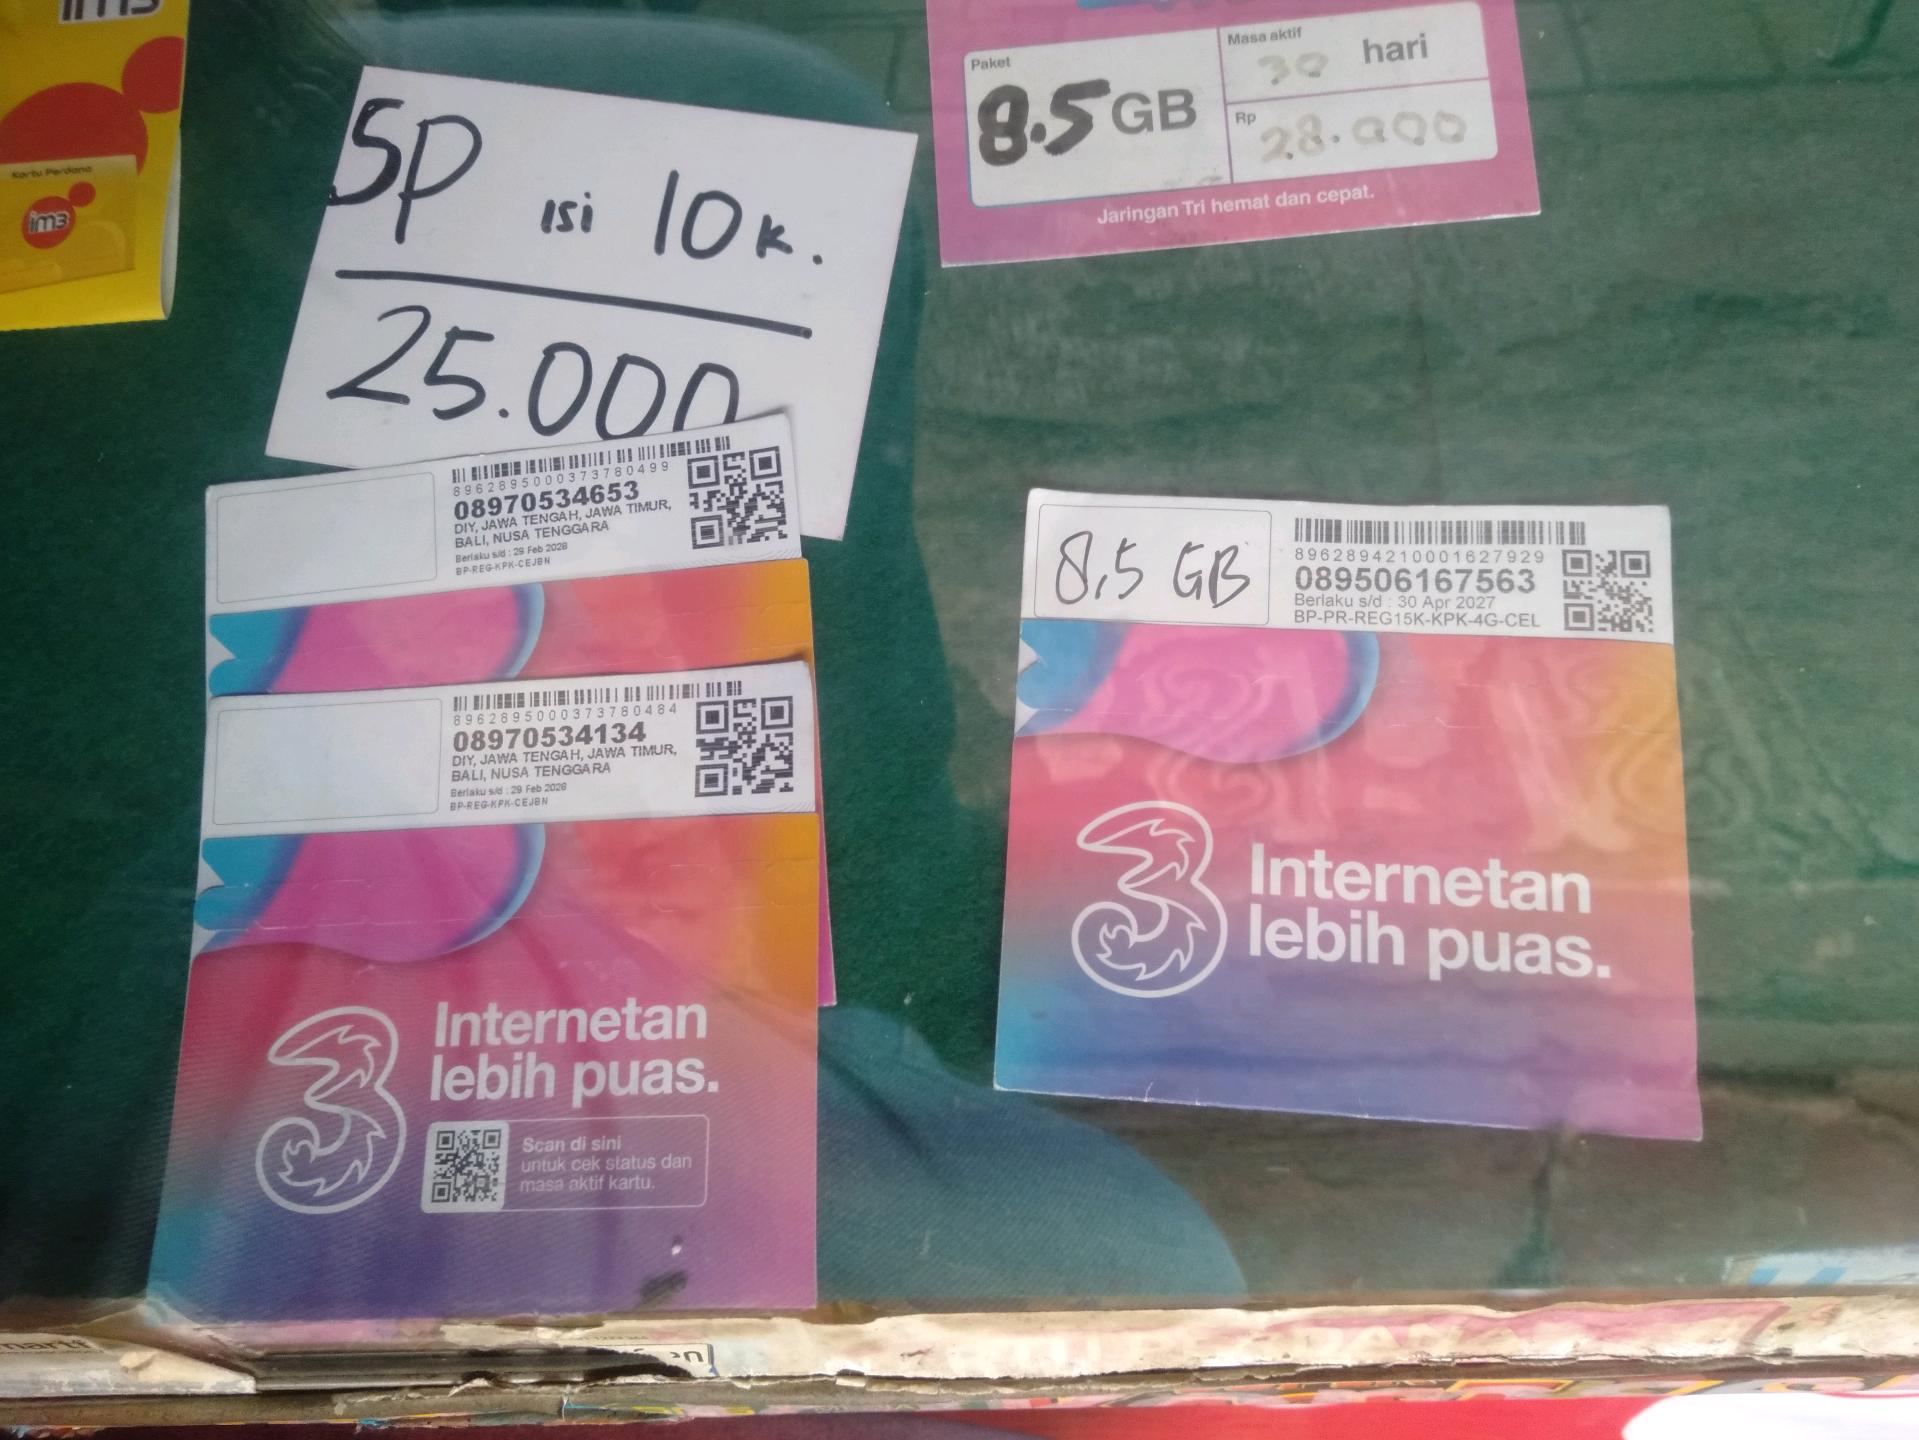 im3
Kartu Perdana
im3
5P isi 10K.
25.000
Paket
8.5 GB
Masa aktif
30 hari
Rp
28.000
Jaringan Tri hemat dan cepat.
8962895000373780499
08970534653
DIY, JAWA TENGAH, JAWA TIMUR,
BALI, NUSA TENGGARA
Berlaku s/d : 29 Feb 2028
BP-REG-KPK-CEJBN
8962895000373780484
08970534134
DIY, JAWA TENGAH, JAWA TIMUR,
BALI, NUSA TENGGARA
Berlaku s/d : 29 Feb 2028
BP-REG-KPK-CEJBN
3
Internetan
lebih puas.
Scan di sini
untuk cek status dan
masa aktif kartu.
8,5 GB
89628942100001627929
089506167563
Berlaku s/d : 30 Apr 2027
BP-PR-REG15K-KPK-4G-CEL
3
Internetan
lebih puas.